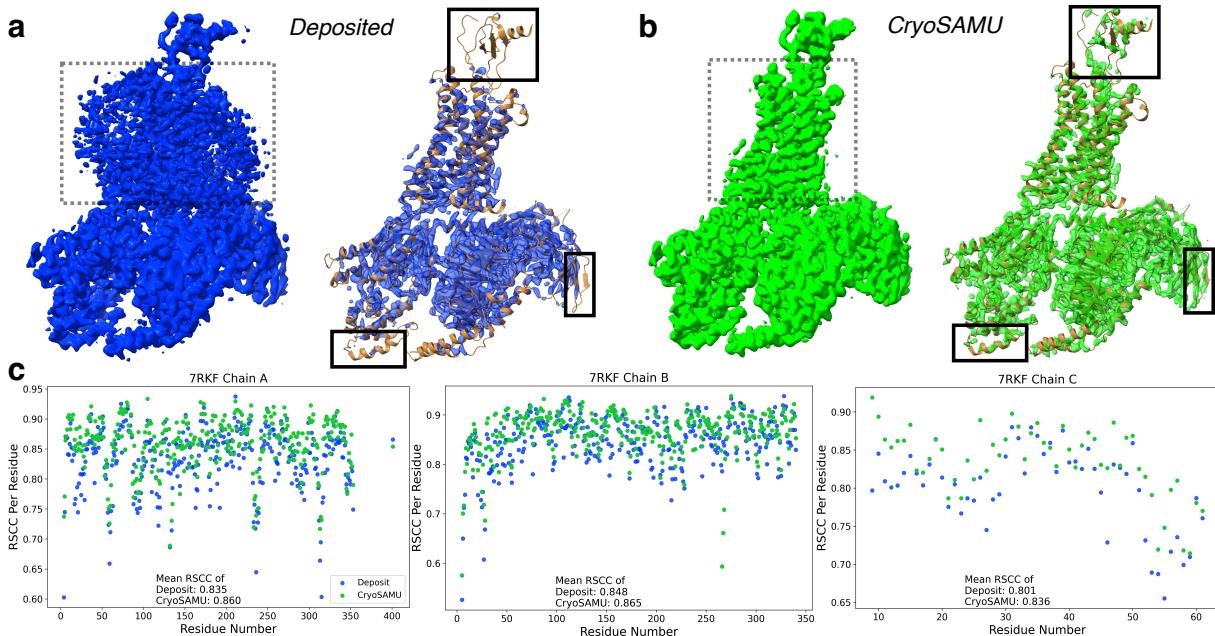 a
Deposited
b
CryoSAMU
c
7RKF Chain A
RSCC Per Residue
0.95
0.90
0.85
0.80
0.75
0.70
0.65
0.60
Mean RSCC of
Deposit: 0.835
CryoSAMU: 0.860
Deposit
CryoSAMU
0 50 100 150 200 250 300 350 400
Residue Number
7RKF Chain B
RSCC Per Residue
0.9
0.8
0.7
0.6
Mean RSCC of
Deposit: 0.848
CryoSAMU: 0.865
0 50 100 150 200 250 300 350
Residue Number
7RKF Chain C
RSCC Per Residue
0.90
0.85
0.80
0.75
0.70
0.65
Mean RSCC of
Deposit: 0.801
CryoSAMU: 0.836
10 20 30 40 50 60
Residue Number